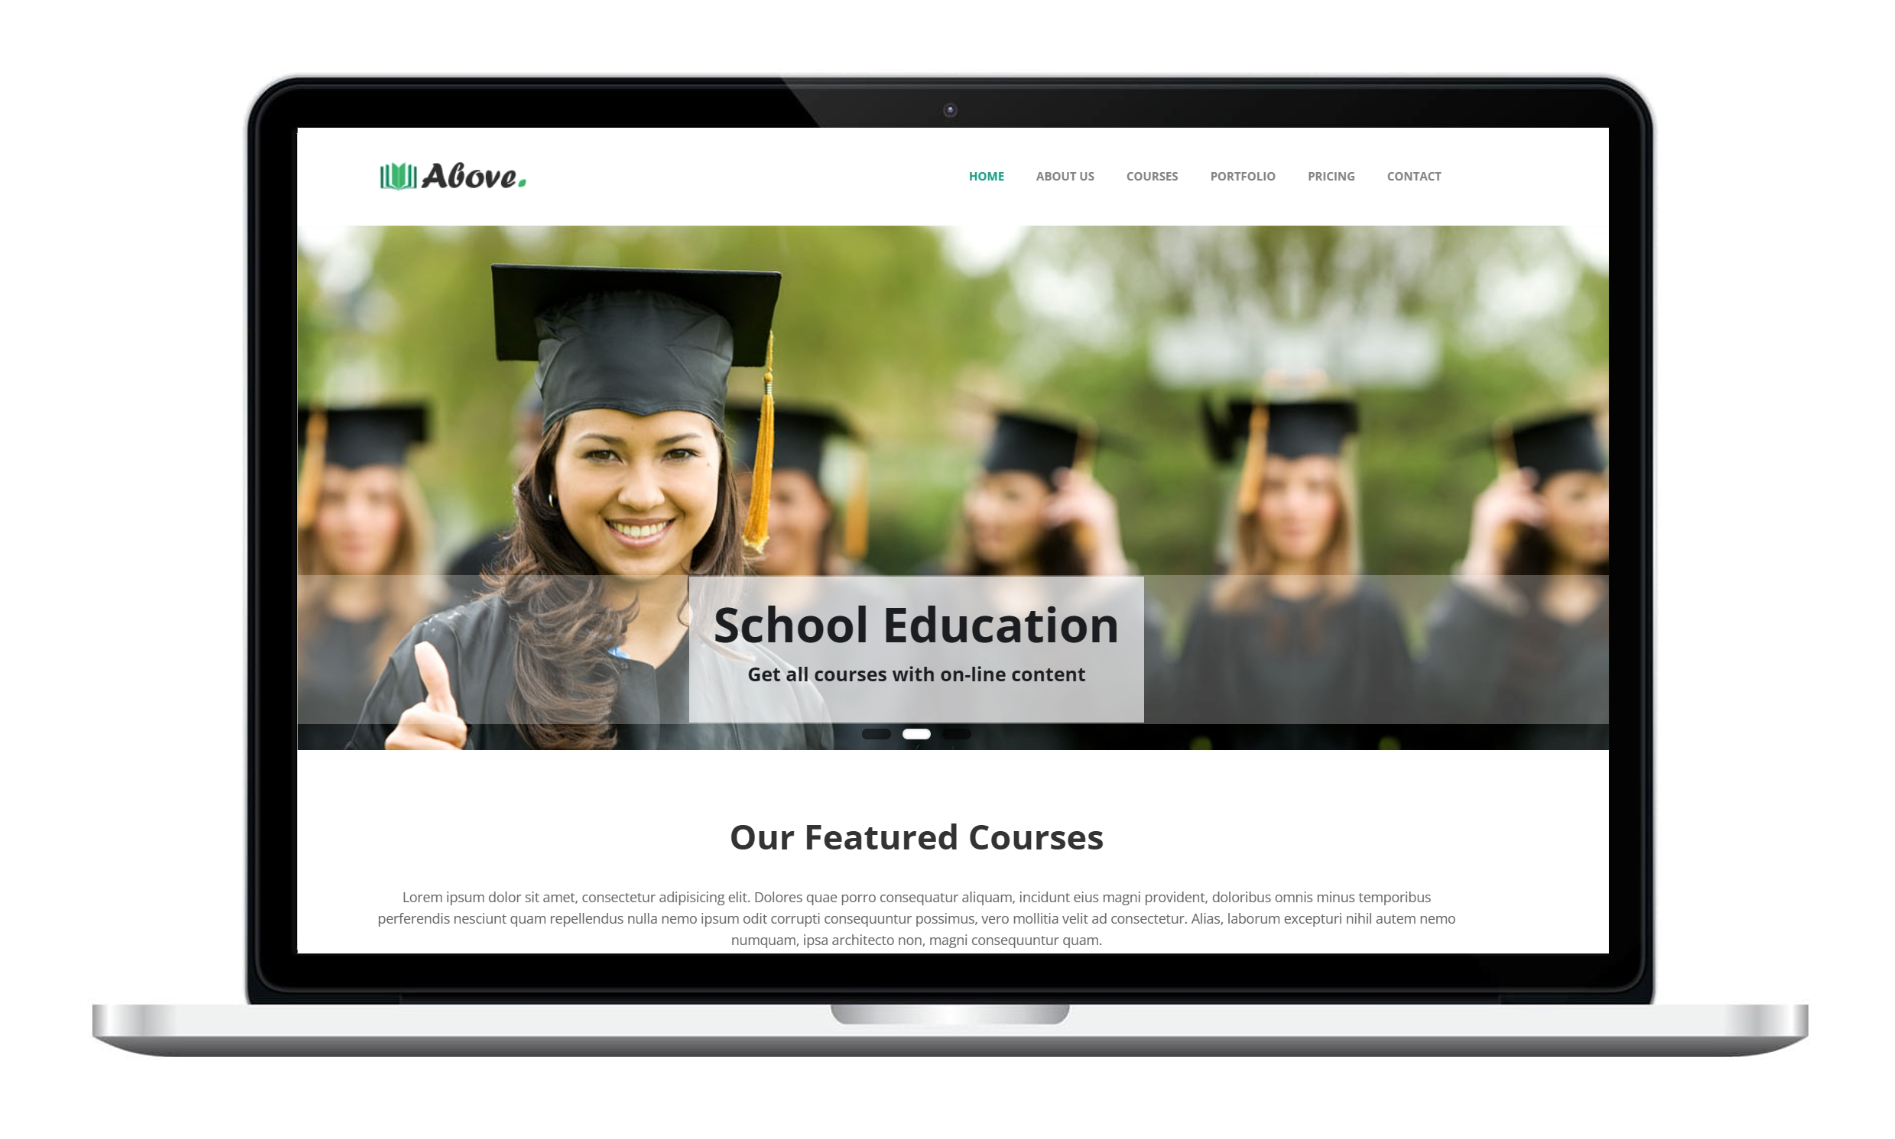 Above.
HOME ABOUT US COURSES PORTFOLIO PRICING CONTACT
School Education
Get all courses with on-line content
Our Featured Courses
Lorem ipsum dolor sit amet, consectetur adipisicing elit. Dolores quae porro consequatur aliquam, incidunt eius magni provident, doloribus omnis minus temporibus
perferendis nesciunt quam repellendus nulla nemo ipsum odit corrupti consequuntur possimus, vero mollitia velit ad consectetur. Alias, laborum excepturi nihil autem nemo
numquam, ipsa architecto non, magni consequuntur quam.